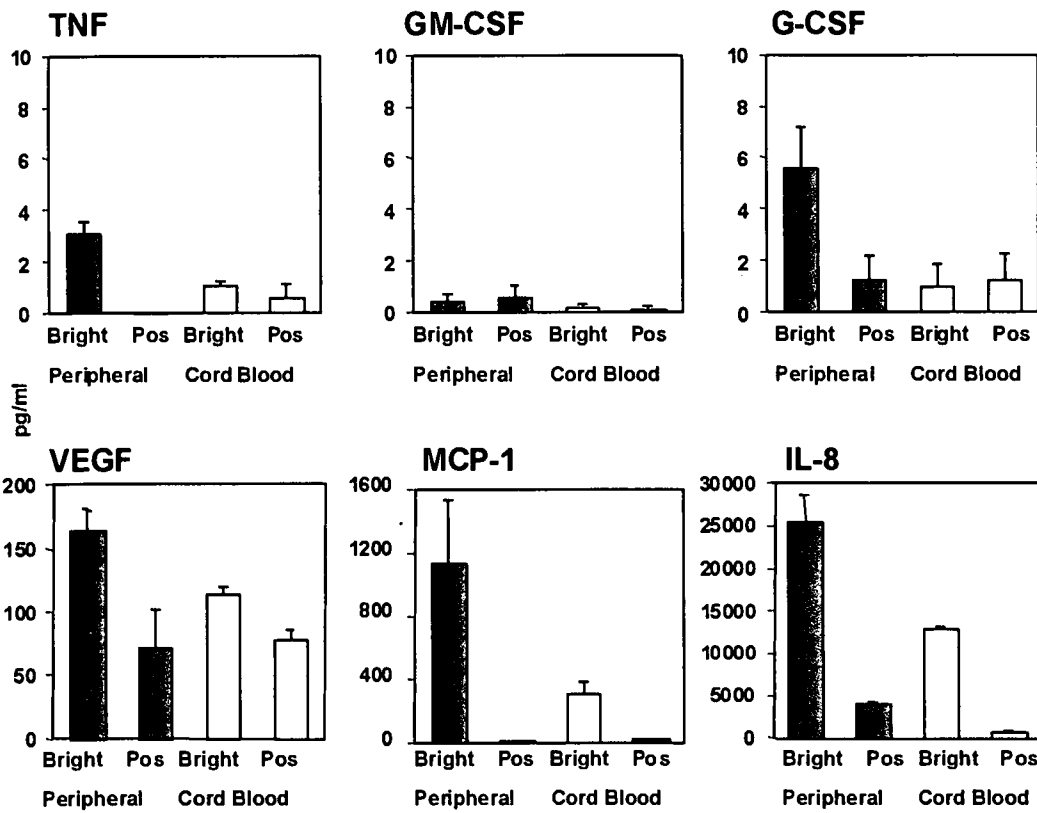 TNF
10
8
6
4
2
0
Bright Pos Bright Pos
Peripheral Cord Blood
GM-CSF
10
8
6
4
2
0
Bright Pos Bright Pos
Peripheral Cord Blood
G-CSF
10
8
6
4
2
0
Bright Pos Bright Pos
Peripheral Cord Blood
pg/ml
VEGF
200
150
100
50
0
Bright Pos Bright Pos
Peripheral Cord Blood
MCP-1
1600
1200
800
400
0
Bright Pos Bright Pos
Peripheral Cord Blood
IL-8
30000
25000
20000
15000
10000
5000
0
Bright Pos Bright Pos
Peripheral Cord Blood